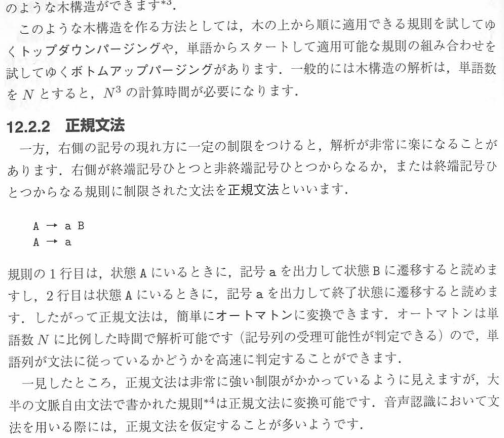 のような木構造ができます*3.
このような木構造を作る方法としては，木の上から順に適用できる規則を試してゆ
くトップダウンパージングや，単語からスタートして適用可能な規則の組み合わせを
試してゆくボトムアップパージングがあります．一般的には木構造の解析は，単語数
を N とすると，N³ の計算時間が必要になります．
12.2.2 正規文法
一方，右側の記号の現れ方に一定の制限をつけると，解析が非常に楽になることが
あります．右側が終端記号ひとつと非終端記号ひとつからなるか，または終端記号ひ
とつからなる規則に制限された文法を正規文法といいます．
A → a B
A → a
規則の1行目は，状態 A にいるときに，記号 a を出力して状態 B に遷移すると読めま
すし，2行目は状態 A にいるときに，記号 a を出力して終了状態に遷移すると読めま
す．したがって正規文法は，簡単にオートマトンに変換できます．オートマトンは単
語数 N に比例した時間で解析可能です（記号列の受理可能性が判定できる）ので，単
語列が文法に従っているかどうかを高速に判定することができます．
一見したところ，正規文法は非常に強い制限がかかっているように見えますが，大
半の文脈自由文法で書かれた規則*4は正規文法に変換可能です．音声認識において文
法を用いる際には，正規文法を仮定することが多いようです．